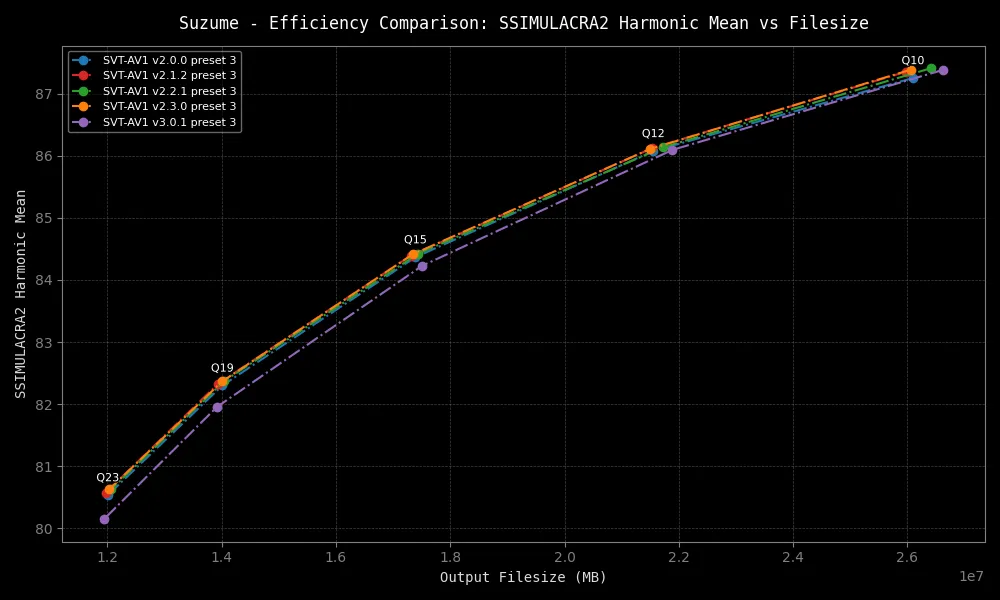 Suzume - Efficiency Comparison: SSIMULACRA2 Harmonic Mean vs Filesize
SVT-AV1 v2.0.0 preset 3
SVT-AV1 v2.1.2 preset 3
SVT-AV1 v2.2.1 preset 3
SVT-AV1 v2.3.0 preset 3
SVT-AV1 v3.0.1 preset 3
Q10
Q12
Q15
Q19
Q23
SSIMULACRA2 Harmonic Mean
87
86
85
84
83
82
81
80
1.2 1.4 1.6 1.8 2.0 2.2 2.4 2.6
1e7
Output Filesize (MB)